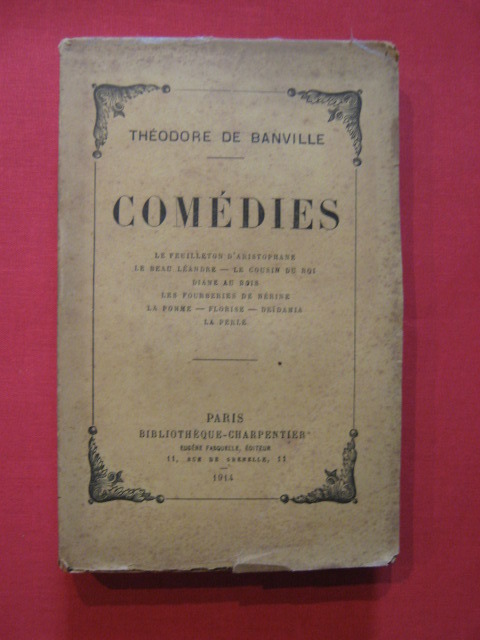 THÉODORE DE BANVILLE
COMÉDIES
LE FEUILLETON D'ARISTOPHANE
LE BEAU LÉANDRE — LE COUSIN DU ROI
DIANE AU BOIS
LES FOURBERIES DE NÉRINE
LA POMME — FLORISE — DEÏDAMIA
LA PERLE
PARIS
BIBLIOTHÈQUE-CHARPENTIER
EUGÈNE FASQUELLE, ÉDITEUR
11, RUE DE GRENELLE, 11
1914